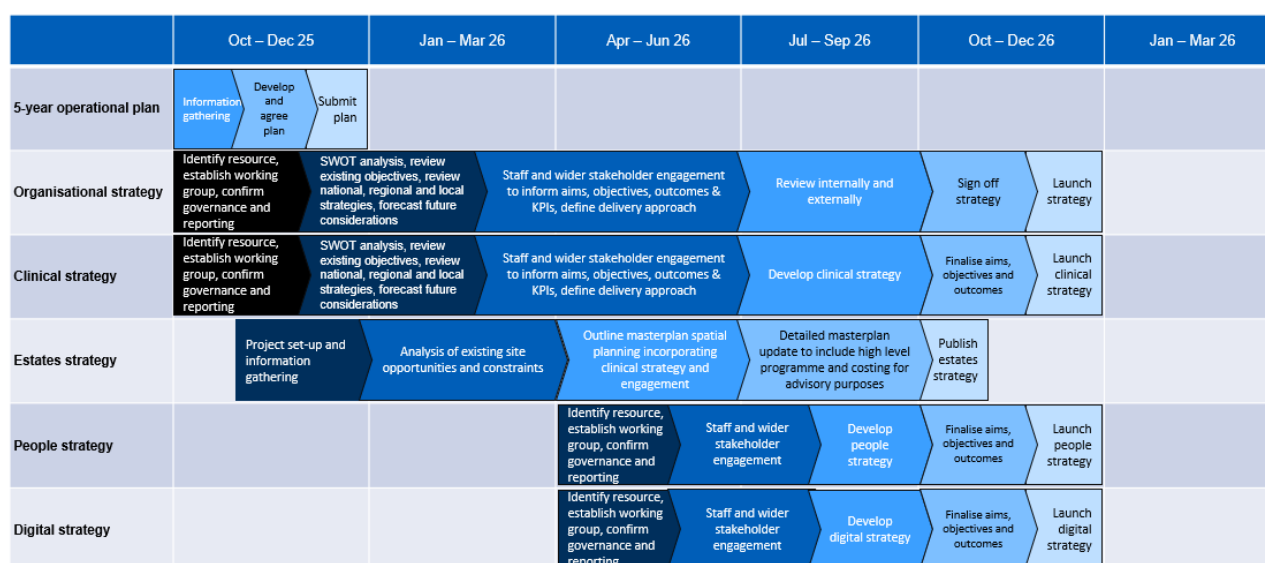 Oct – Dec 25
Jan – Mar 26
Apr – Jun 26
Jul – Sep 26
Oct – Dec 26
Jan – Mar 26
5-year operational plan
Information
gathering
Develop
and
agree
plan
Submit
plan
Organisational strategy
Identify resource,
establish working
group, confirm
governance and
reporting
SWOT analysis, review
existing objectives, review
national, regional and local
strategies, forecast future
considerations
Staff and wider stakeholder engagement
to inform aims, objectives, outcomes &
KPIs, define delivery approach
Review internally and
externally
Sign off
strategy
Launch
strategy
Clinical strategy
Identify resource,
establish working
group, confirm
governance and
reporting
SWOT analysis, review
existing objectives, review
national, regional and local
strategies, forecast future
considerations
Staff and wider stakeholder engagement
to inform aims, objectives, outcomes &
KPIs, define delivery approach
Develop clinical strategy
Finalise aims,
objectives and
outcomes
Launch
clinical
strategy
Estates strategy
Project set-up and
information
gathering
Analysis of existing site
opportunities and constraints
Outline masterplan spatial
planning incorporating
clinical strategy and
engagement
Detailed masterplan
update to include high level
programme and costing for
advisory purposes
Publish
estates
strategy
People strategy
Identify resource,
establish working
group, confirm
governance and
reporting
Staff and wider
stakeholder
engagement
Develop
people
strategy
Finalise aims,
objectives and
outcomes
Launch
people
strategy
Digital strategy
Identify resource,
establish working
group, confirm
governance and
reporting
Staff and wider
stakeholder
engagement
Develop
digital strategy
Finalise aims,
objectives and
outcomes
Launch
digital
strategy